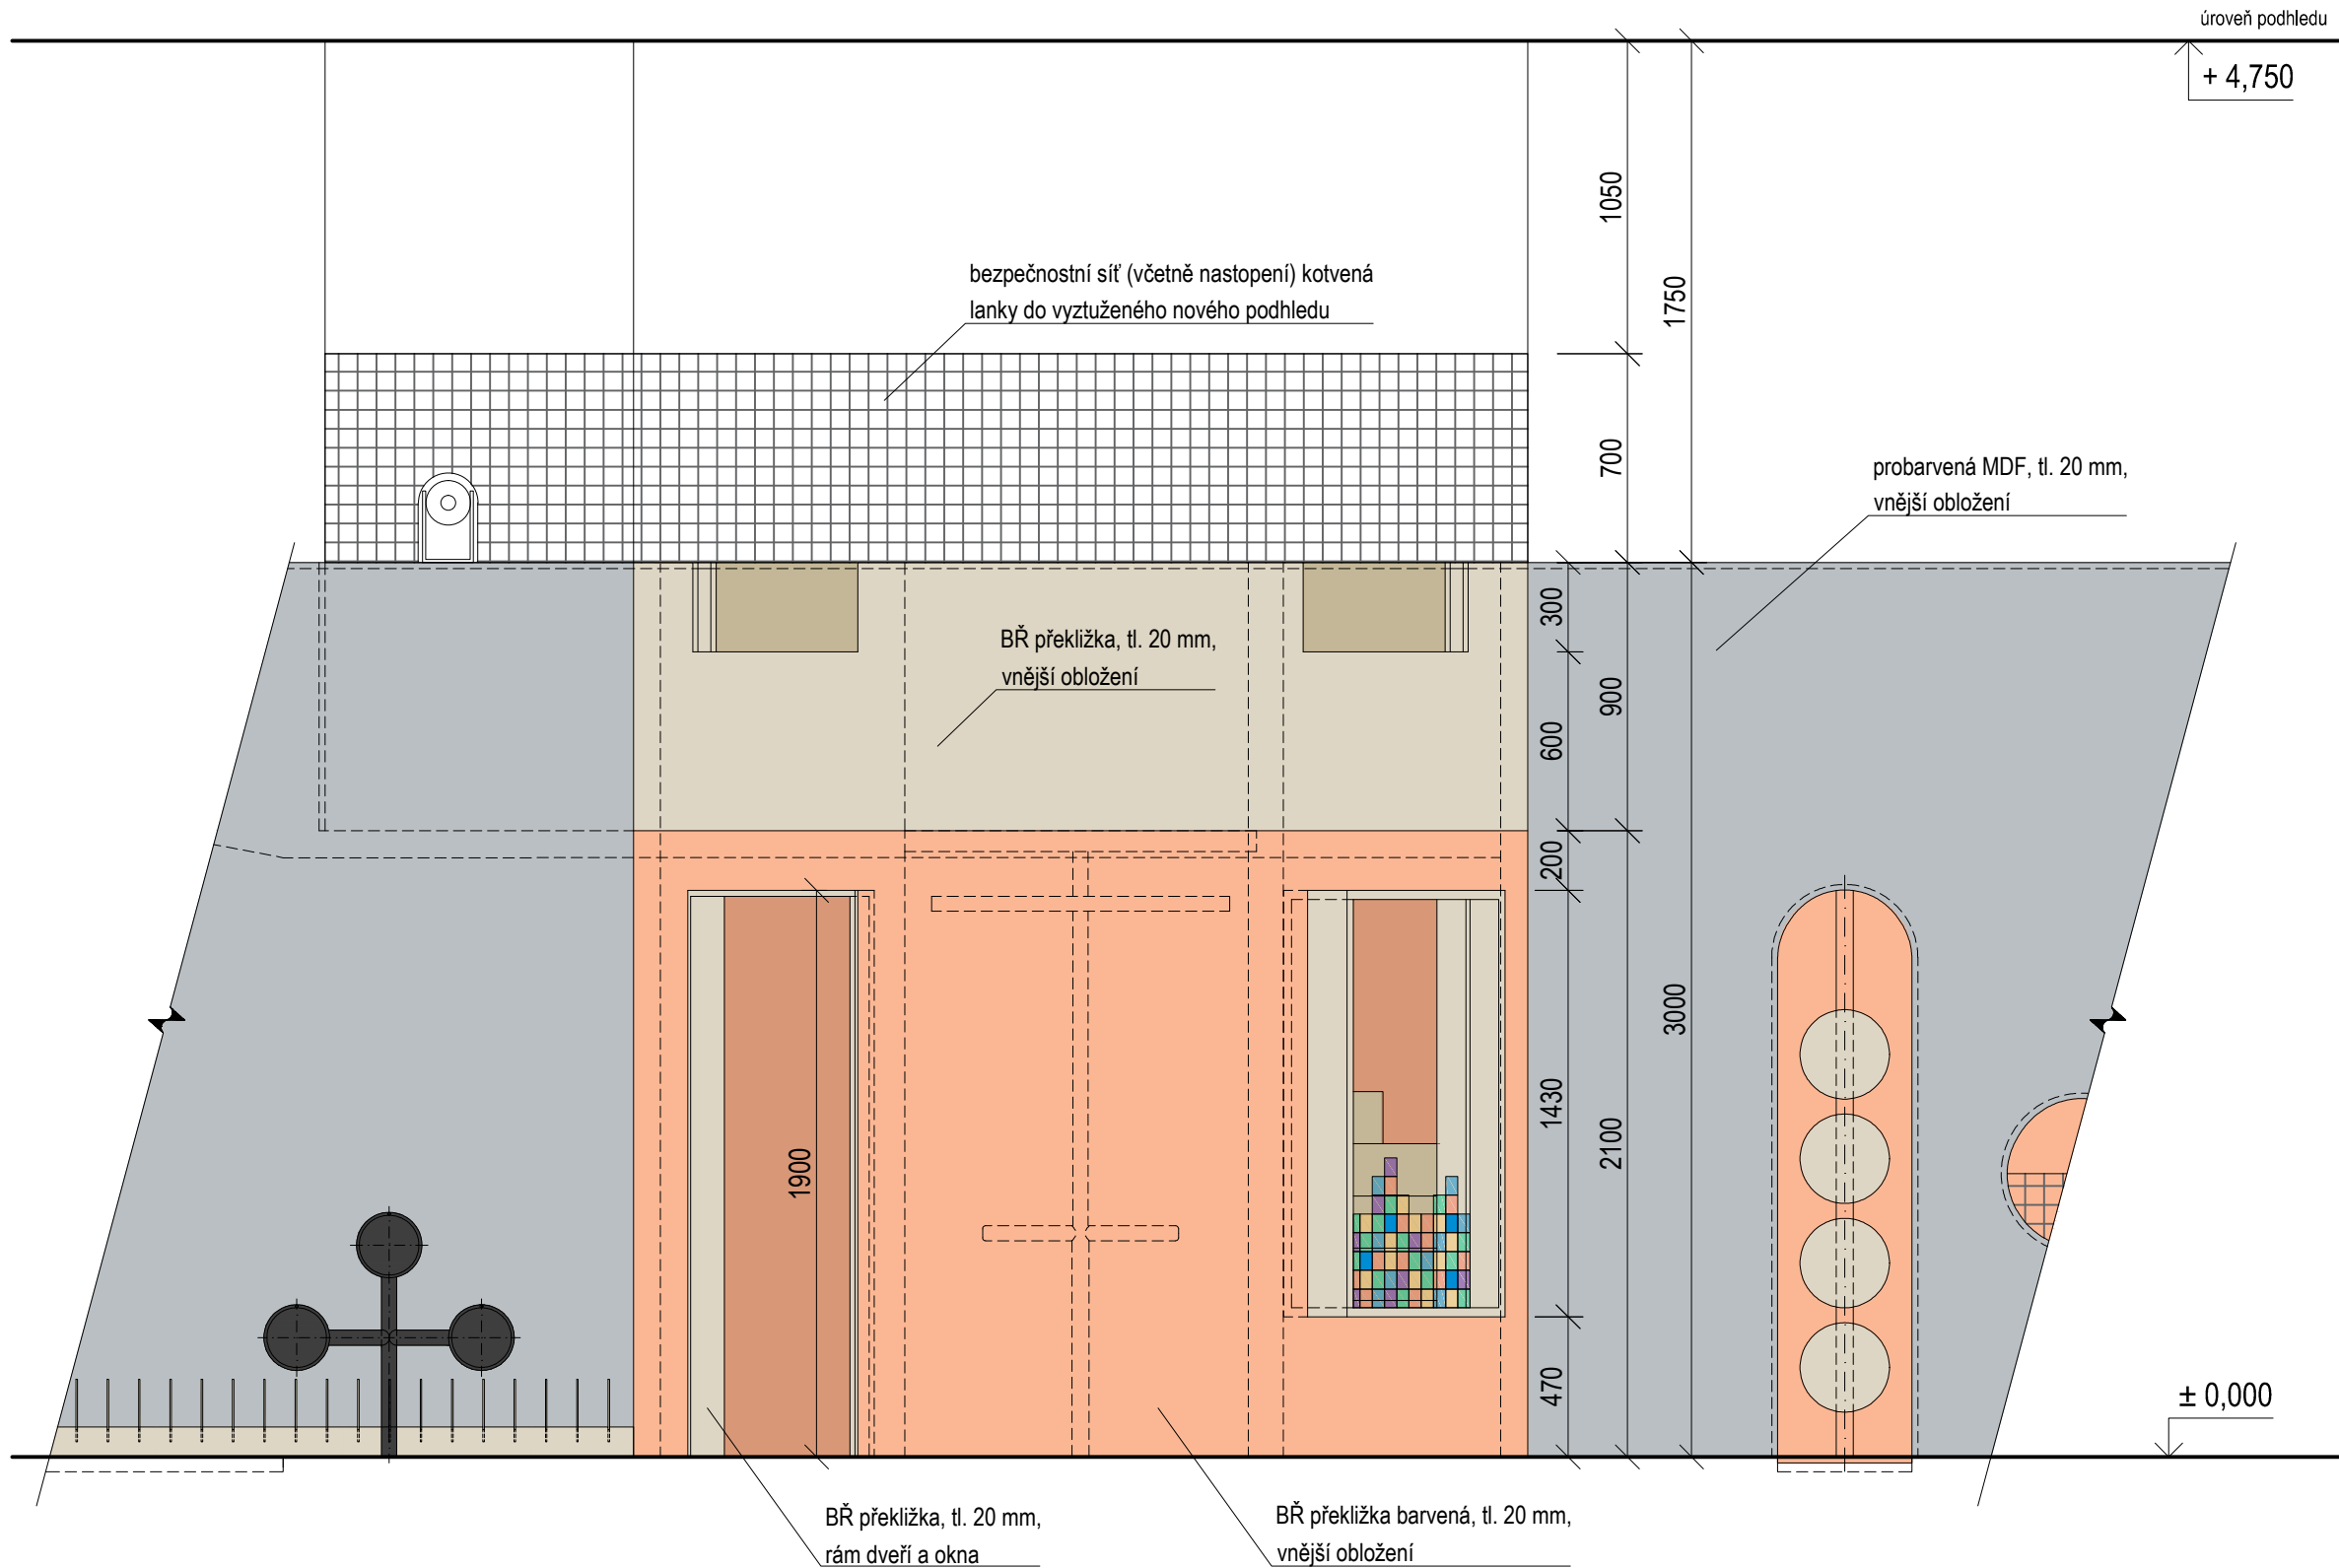 úroveň podhledu
+ 4,750
1050
bezpečnostní síť (včetně nastopení) kotvená
lanky do vyztuženého nového podhledu
1750
700
probarvená MDF, tl. 20 mm,
vnější obložení
300
BŘ překližka, tl. 20 mm,
vnější obložení
900
600
200
3000
1430
2100
1900
470
± 0,000
BŘ překližka, tl. 20 mm,
rám dveří a okna
BŘ překližka barvená, tl. 20 mm,
vnější obložení